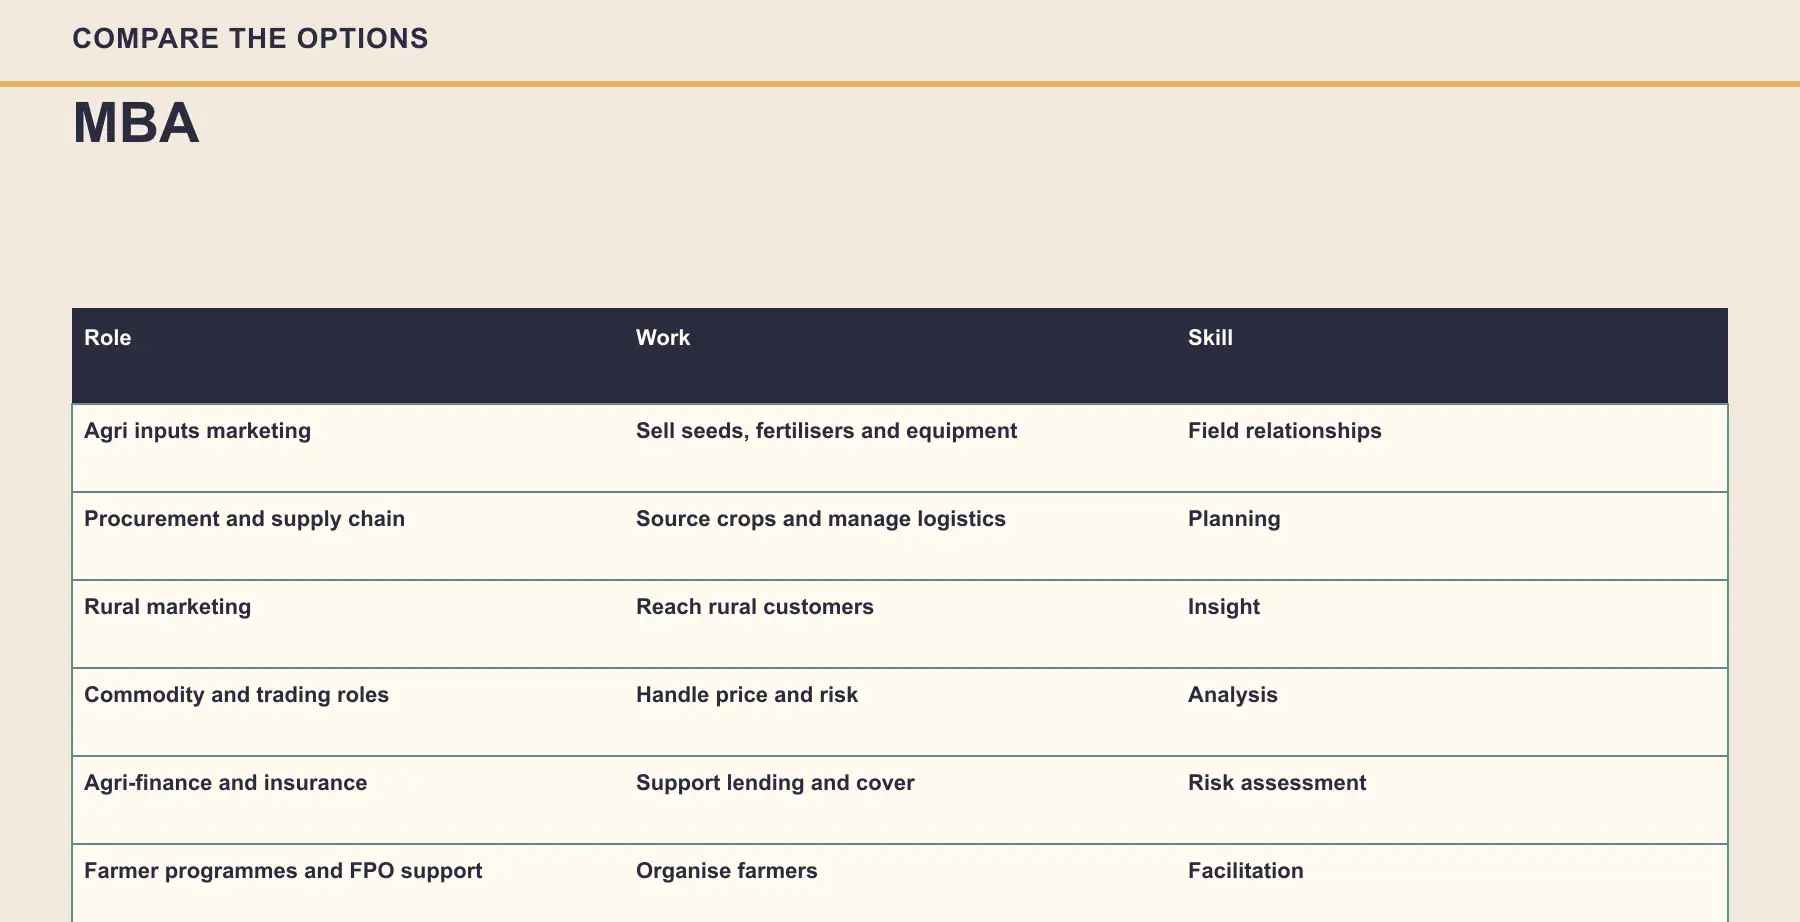 COMPARE THE OPTIONS
MBA
Role Work Skill
Agri inputs marketing Sell seeds, fertilisers and equipment Field relationships
Procurement and supply chain Source crops and manage logistics Planning
Rural marketing Reach rural customers Insight
Commodity and trading roles Handle price and risk Analysis
Agri-finance and insurance Support lending and cover Risk assessment
Farmer programmes and FPO support Organise farmers Facilitation